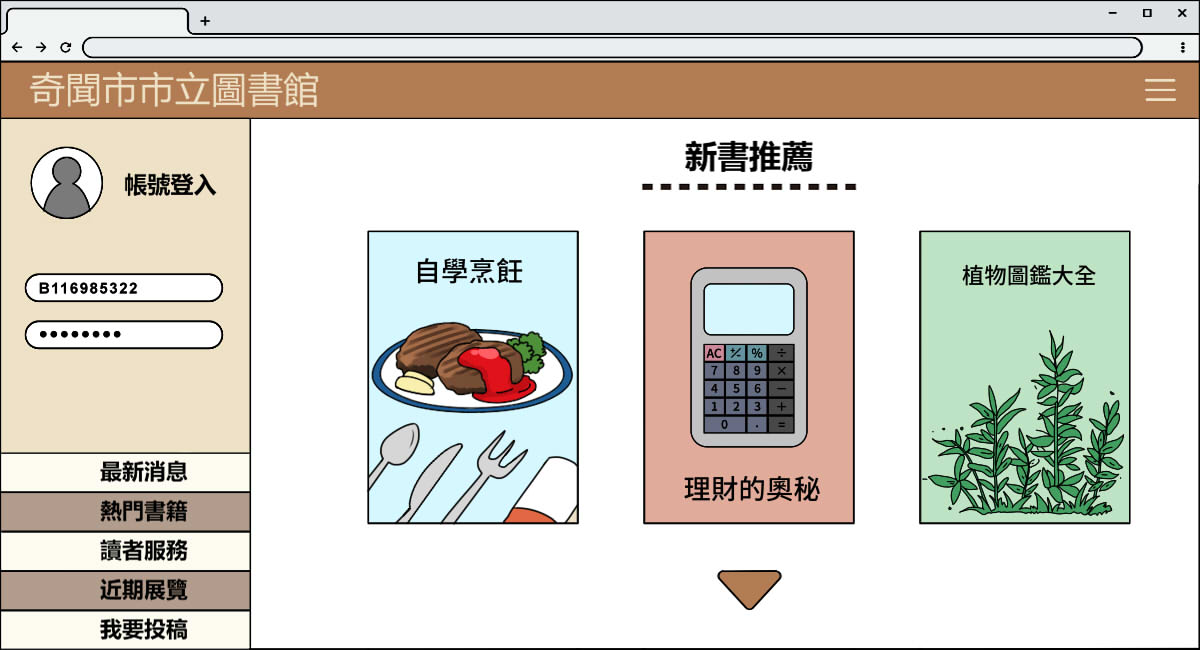 奇聞市市立圖書館
帳號登入
B116985322
••••••••
最新消息
熱門書籍
讀者服務
近期展覽
我要投稿
新書推薦
自學烹飪
AC ⁒ % ÷
7 8 9 ×
4 5 6 −
1 2 3 +
0 . =
理財的奧秘
植物圖鑑大全